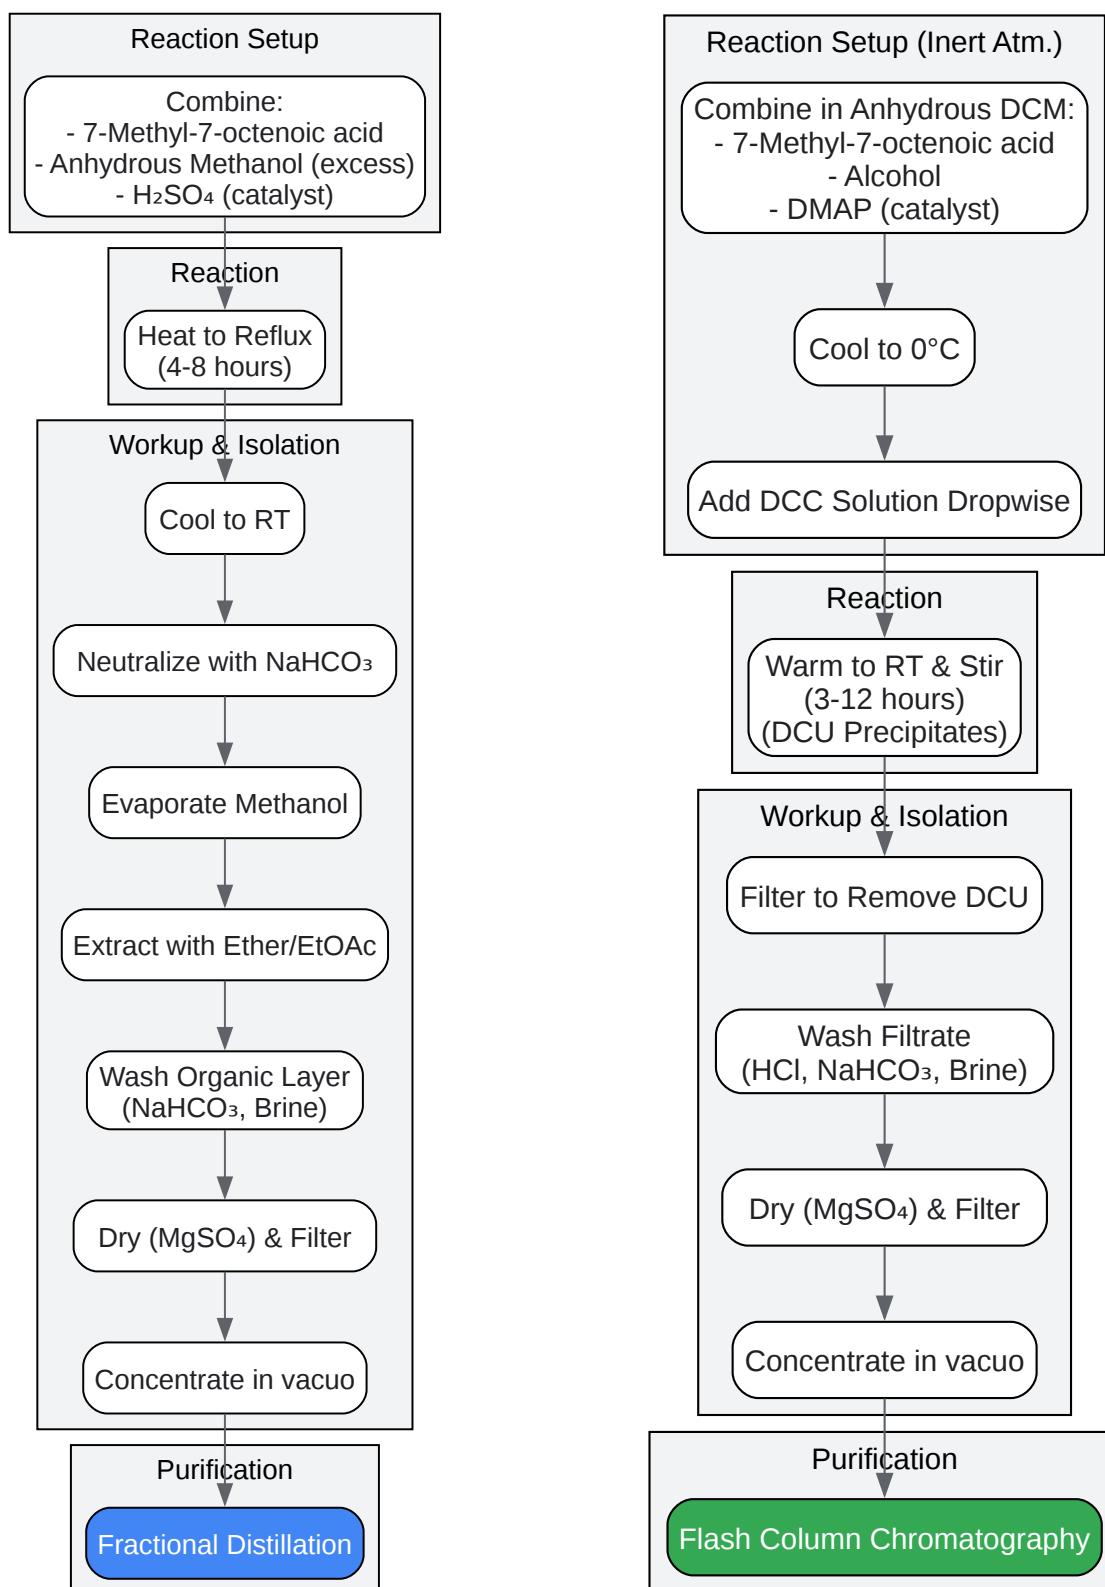 Reaction Setup
Combine:
- 7-Methyl-7-octenoic acid
- Anhydrous Methanol (excess)
- H₂SO₄ (catalyst)
Reaction
Heat to Reflux
(4-8 hours)
Workup & Isolation
Cool to RT
Neutralize with NaHCO₃
Evaporate Methanol
Extract with Ether/EtOAc
Wash Organic Layer
(NaHCO₃, Brine)
Dry (MgSO₄) & Filter
Concentrate in vacuo
Purification
Fractional Distillation
Reaction Setup (Inert Atm.)
Combine in Anhydrous DCM:
- 7-Methyl-7-octenoic acid
- Alcohol
- DMAP (catalyst)
Cool to 0°C
Add DCC Solution Dropwise
Reaction
Warm to RT & Stir
(3-12 hours)
(DCU Precipitates)
Workup & Isolation
Filter to Remove DCU
Wash Filtrate
(HCl, NaHCO₃, Brine)
Dry (MgSO₄) & Filter
Concentrate in vacuo
Purification
Flash Column Chromatography